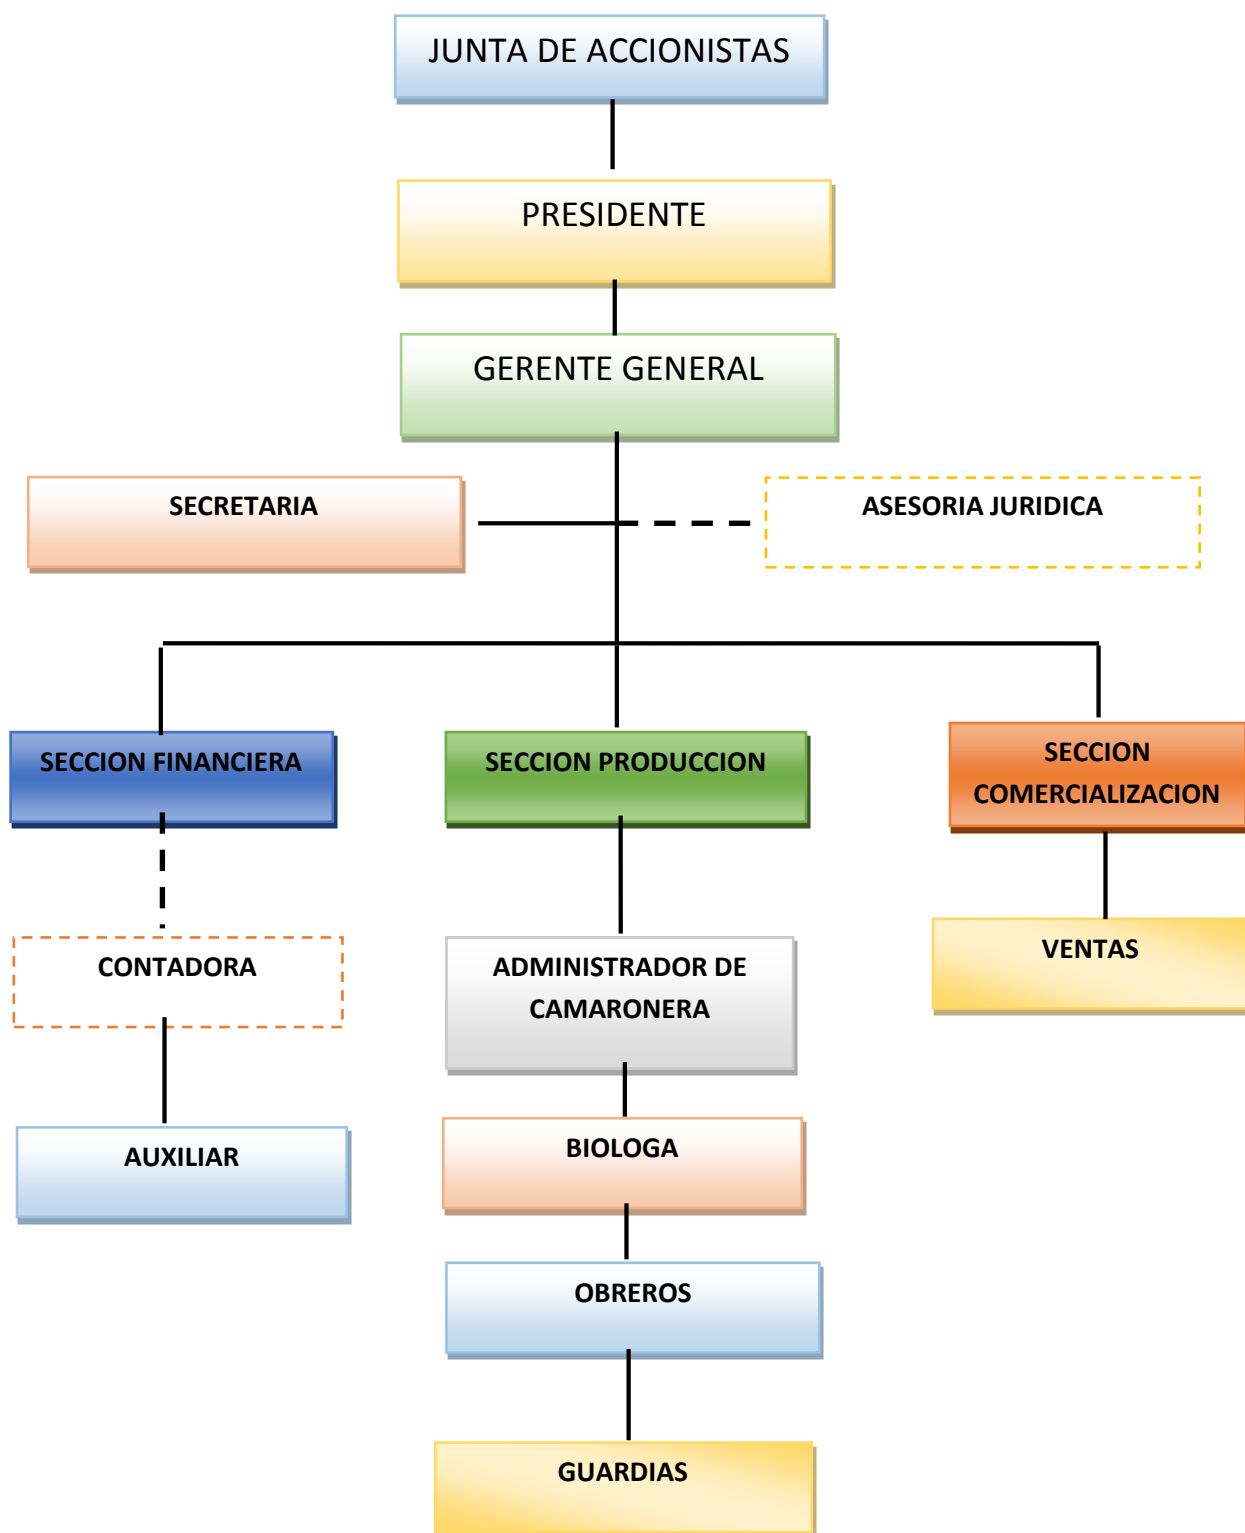 JUNTA DE ACCIONISTAS
PRESIDENTE
GERENTE GENERAL
SECRETARIA
ASESORIA JURIDICA
SECCION FINANCIERA
SECCION PRODUCCION
SECCION
COMERCIALIZACION
CONTADORA
ADMINISTRADOR DE
CAMARONERA
VENTAS
AUXILIAR
BIOLOGA
OBREROS
GUARDIAS